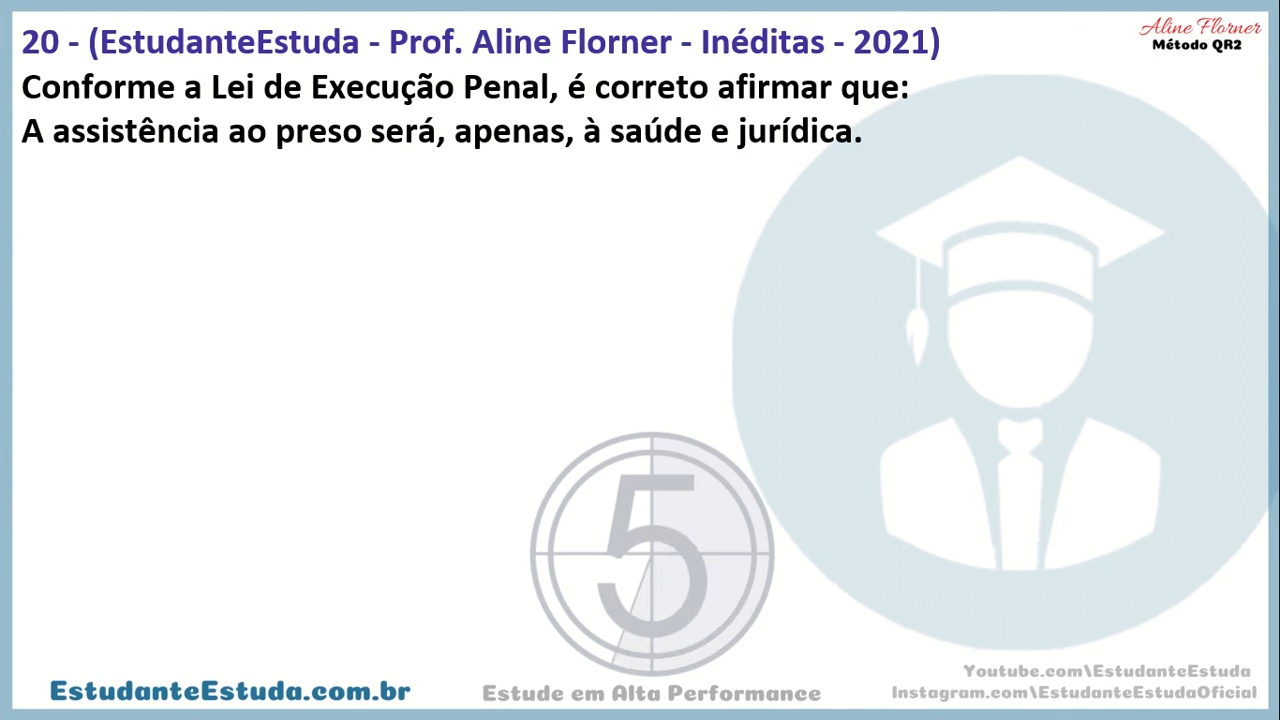 20 - (EstudanteEstuda - Prof. Aline Florner - Inéditas - 2021)
Aline Florner
Método QR2
Conforme a Lei de Execução Penal, é correto afirmar que:
A assistência ao preso será, apenas, à saúde e jurídica.
5
Youtube.com\EstudanteEstuda
EstudanteEstuda.com.br
Estude em Alta Performance
Instagram.com\EstudanteEstudaOficial